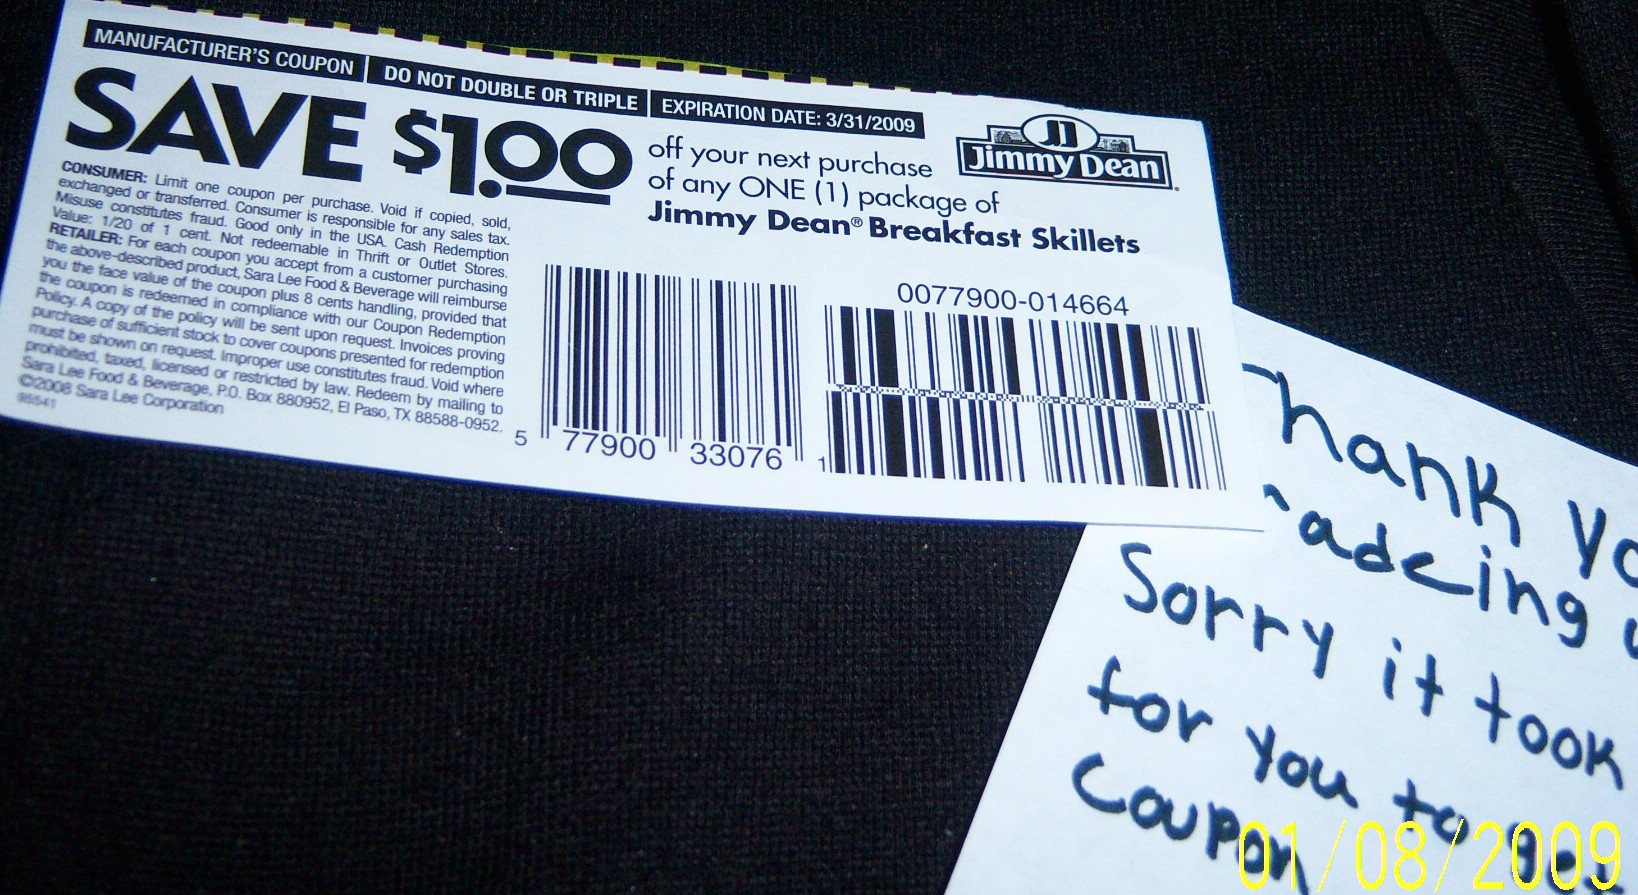 MANUFACTURER'S COUPON | DO NOT DOUBLE OR TRIPLE | EXPIRATION DATE: 3/31/2009
SAVE $1.00
off your next purchase
of any ONE (1) package of
Jimmy Dean® Breakfast Skillets
JD
Jimmy Dean
CONSUMER: Limit one coupon per purchase. Void if copied, sold,
exchanged or transferred. Consumer is responsible for any sales tax.
Misuse constitutes fraud. Good only in the USA. Cash Redemption
Value: 1/20 of 1 cent. Not redeemable in Thrift or Outlet Stores.
RETAILER: For each coupon you accept from a customer purchasing
the above-described product, Sara Lee Food & Beverage will reimburse
you the face value of the coupon plus 8 cents handling, provided that
the coupon is redeemed in compliance with our Coupon Redemption
Policy. A copy of the policy will be sent upon request. Invoices proving
purchase of sufficient stock to cover coupons presented for redemption
must be shown on request. Improper use constitutes fraud. Void where
prohibited, taxed, licensed or restricted by law. Redeem by mailing to
Sara Lee Food & Beverage, P.O. Box 880952, El Paso, TX 88588-0952.
©2008 Sara Lee Corporation
95541
5 77900 33076 1
0077900-014664
Thank Yo
adeing
Sorry it took
for you to
Coupon
01/08/2009